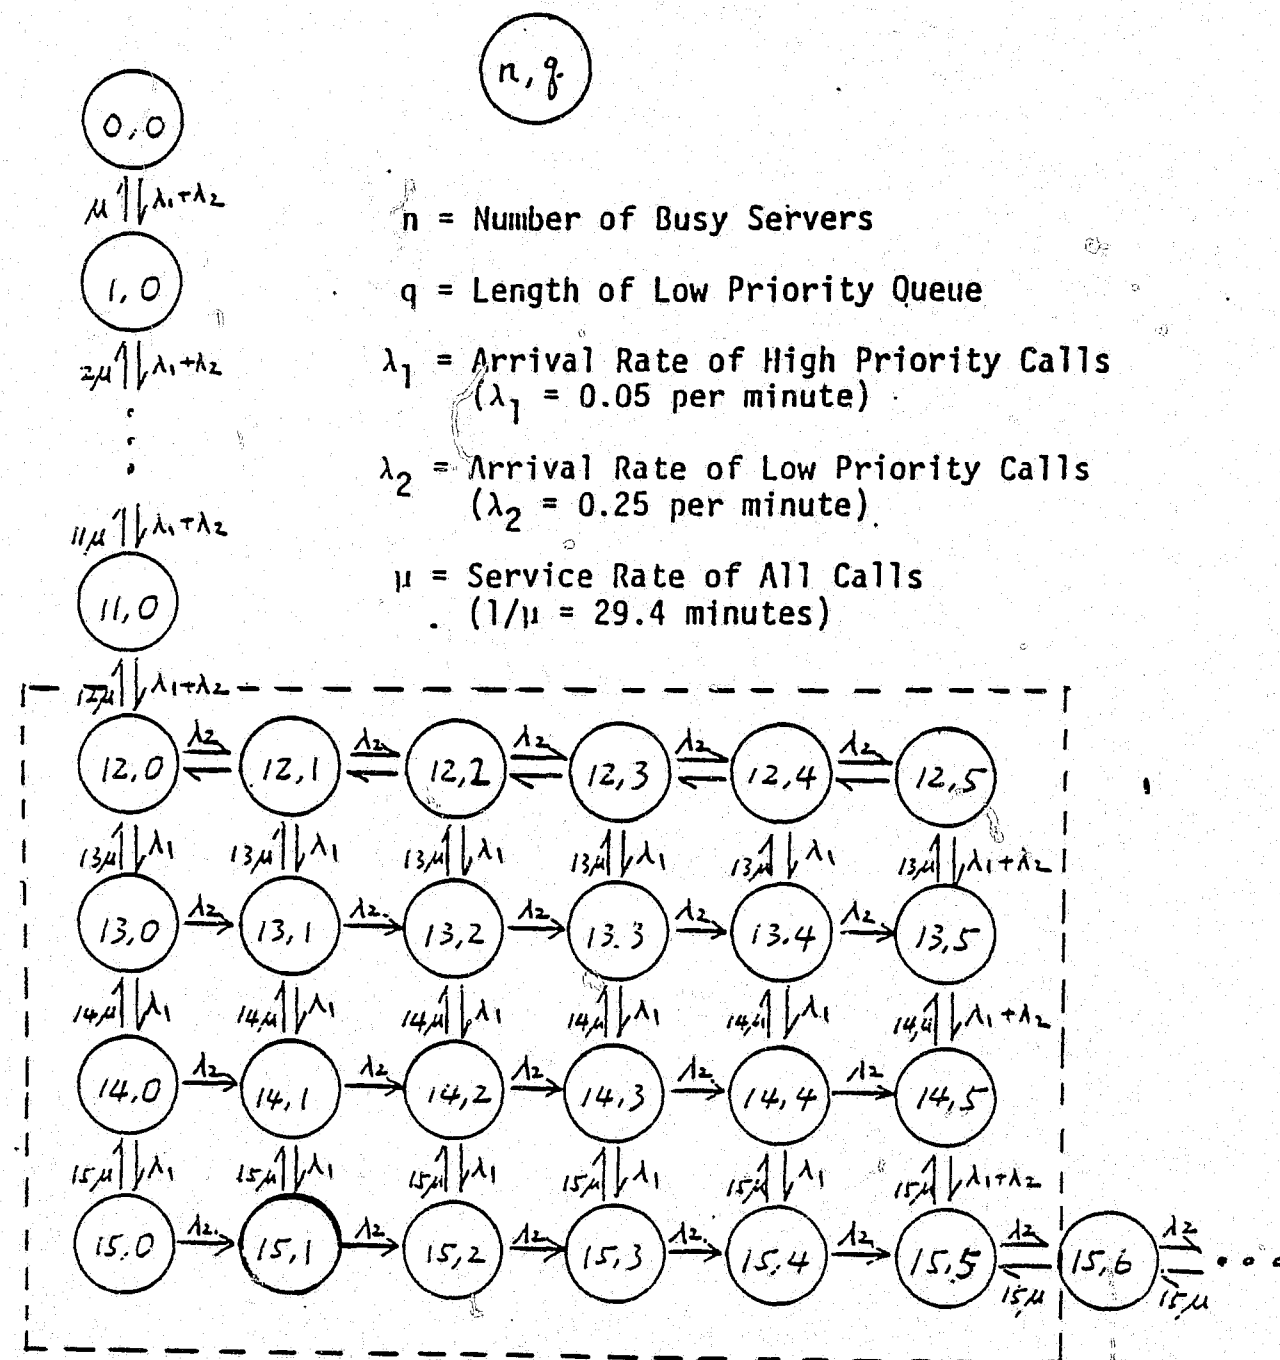 n, q
0,0
μ λ1+λ2
n = Number of Busy Servers
1,0
q = Length of Low Priority Queue
2μ λ1+λ2
λ1 = Arrival Rate of High Priority Calls
(λ1 = 0.05 per minute)
λ2 = Arrival Rate of Low Priority Calls
(λ2 = 0.25 per minute)
11μ λ1+λ2
μ = Service Rate of All Calls
(1/μ = 29.4 minutes)
11,0
12μ λ1+λ2
λ2 λ2 λ2 λ2 λ2
12,0 12,1 12,2 12,3 12,4 12,5
13μ λ1 13μ λ1 13μ λ1 13μ λ1 13μ λ1 13μ λ1+λ2
λ2 λ2 λ2 λ2 λ2
13,0 13,1 13,2 13.3 13.4 13,5
14μ λ1 14μ λ1 14μ λ1 14μ λ1 14μ λ1 14μ λ1+λ2
λ2 λ2 λ2 λ2 λ2
14,0 14,1 14,2 14,3 14,4 14,5
15μ λ1 15μ λ1 15μ λ1 15μ λ1 15μ λ1 15μ λ1+λ2
λ2 λ2 λ2 λ2 λ2 λ2 λ2
15,0 15,1 15,2 15,3 15,4 15,5 15,6 ...
15μ 15μ